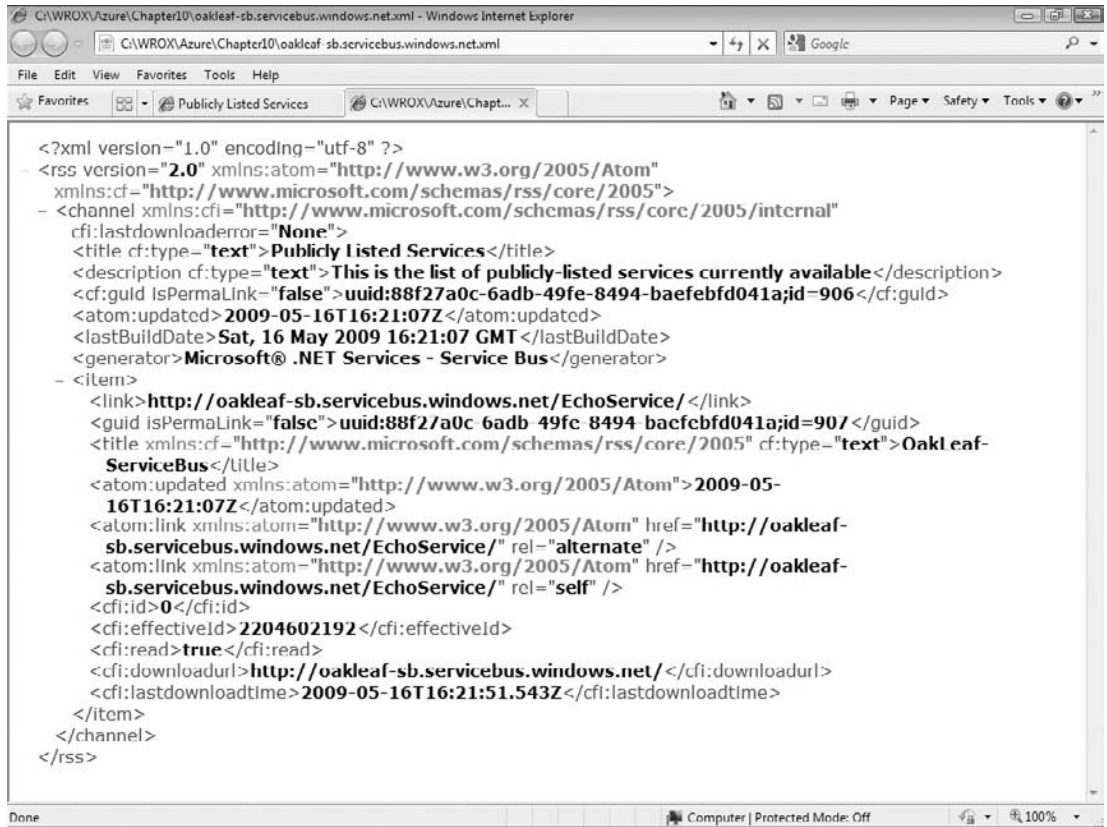 C:\WROX\Azure\Chapter10\oakleaf-sb.servicebus.windows.net.xml - Windows Internet Explorer
C:\WROX\Azure\Chapter10\oakleaf-sb.servicebus.windows.net.xml
Google
File Edit View Favorites Tools Help
Favorites
Publicly Listed Services
C:\WROX\Azure\Chapt...
Page Safety Tools
<?xml version="1.0" encoding="utf-8" ?>
- <rss version="2.0" xmlns:atom="http://www.w3.org/2005/Atom"
xmlns:cf="http://www.microsoft.com/schemas/rss/core/2005">
- <channel xmlns:cfi="http://www.microsoft.com/schemas/rss/core/2005/internal"
cfi:lastdownloaderror="None">
<title cf:type="text">Publicly Listed Services</title>
<description cf:type="text">This is the list of publicly-listed services currently available</description>
<cf:guid isPermaLink="false">uuid:88f27a0c-6adb-49fe-8494-baefebfd041a;id=906</cf:guid>
<atom:updated>2009-05-16T16:21:07Z</atom:updated>
<lastBuildDate>Sat, 16 May 2009 16:21:07 GMT</lastBuildDate>
<generator>Microsoft® .NET Services - Service Bus</generator>
- <item>
<link>http://oakleaf-sb.servicebus.windows.net/EchoService/</link>
<guid isPermaLink="false">uuid:88f27a0c-6adb-49fe-8494-baefebfd041a;id=907</guid>
<title xmlns:cf="http://www.microsoft.com/schemas/rss/core/2005" cf:type="text">OakLeaf-
ServiceBus</title>
<atom:updated xmlns:atom="http://www.w3.org/2005/Atom">2009-05-
16T16:21:07Z</atom:updated>
<atom:link xmlns:atom="http://www.w3.org/2005/Atom" href="http://oakleaf-
sb.servicebus.windows.net/EchoService/" rel="alternate" />
<atom:link xmlns:atom="http://www.w3.org/2005/Atom" href="http://oakleaf-
sb.servicebus.windows.net/EchoService/" rel="self" />
<cfi:id>0</cfi:id>
<cfi:effectiveId>2204602192</cfi:effectiveId>
<cfi:read>true</cfi:read>
<cfi:downloadurl>http://oakleaf-sb.servicebus.windows.net/</cfi:downloadurl>
<cfi:lastdownloadtime>2009-05-16T16:21:51.543Z</cfi:lastdownloadtime>
</item>
</channel>
</rss>
Done
Computer | Protected Mode: Off
100%